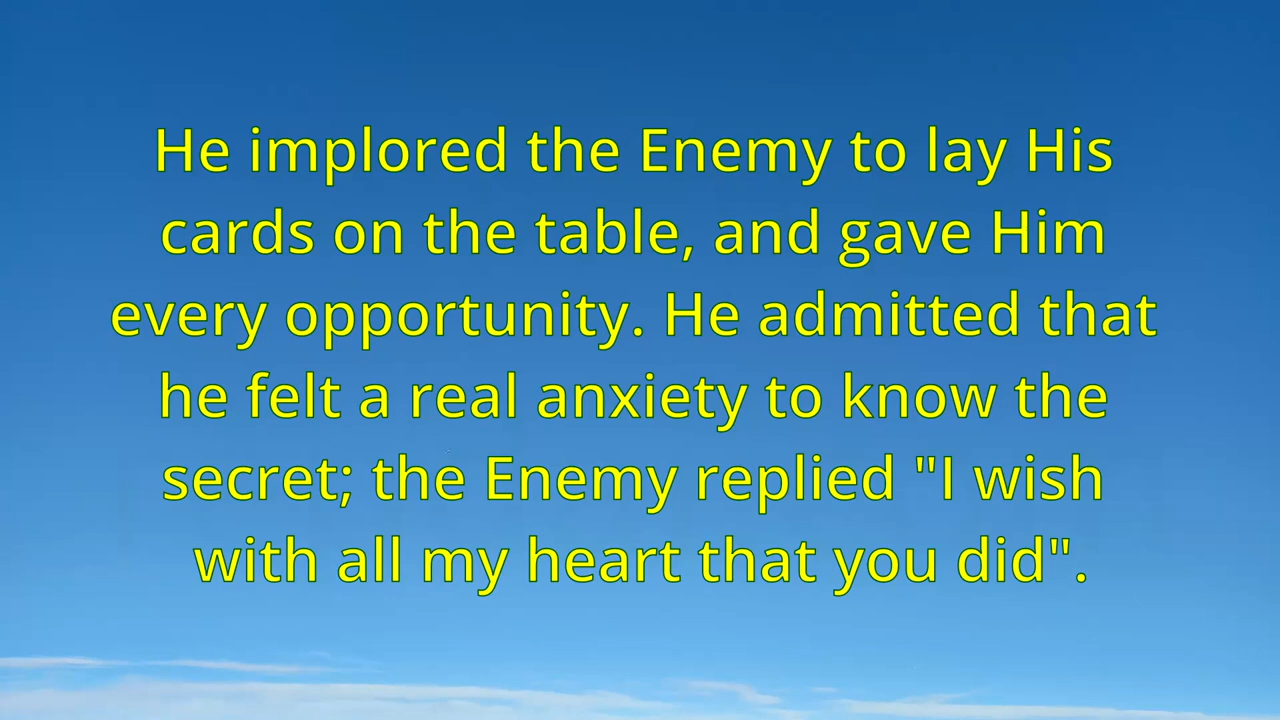 He implored the Enemy to lay His
cards on the table, and gave Him
every opportunity. He admitted that
he felt a real anxiety to know the
secret; the Enemy replied "I wish
with all my heart that you did".